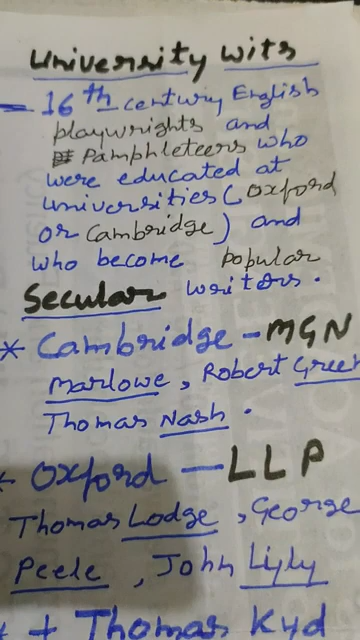 University wits
- 16th century English
playwrights and
Pamphleteers who
were educated at
universities (Oxford
or Cambridge) and
who become popular
Secular writers.
* Cambridge - MGN
Marlowe, Robert Green
Thomas Nash.
* Oxford - LLP
Thomas Lodge, George
Peele, John Lyly
* + Thomas Kyd